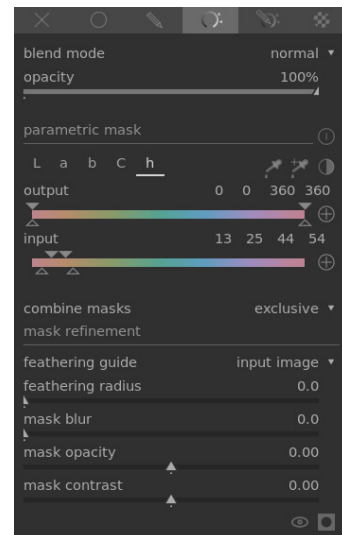 blend mode normal
opacity 100%
parametric mask
L a b C h
output 0 0 360 360
input 13 25 44 54
combine masks exclusive
mask refinement
feathering guide input image
feathering radius 0.0
mask blur 0.0
mask opacity 0.00
mask contrast 0.00